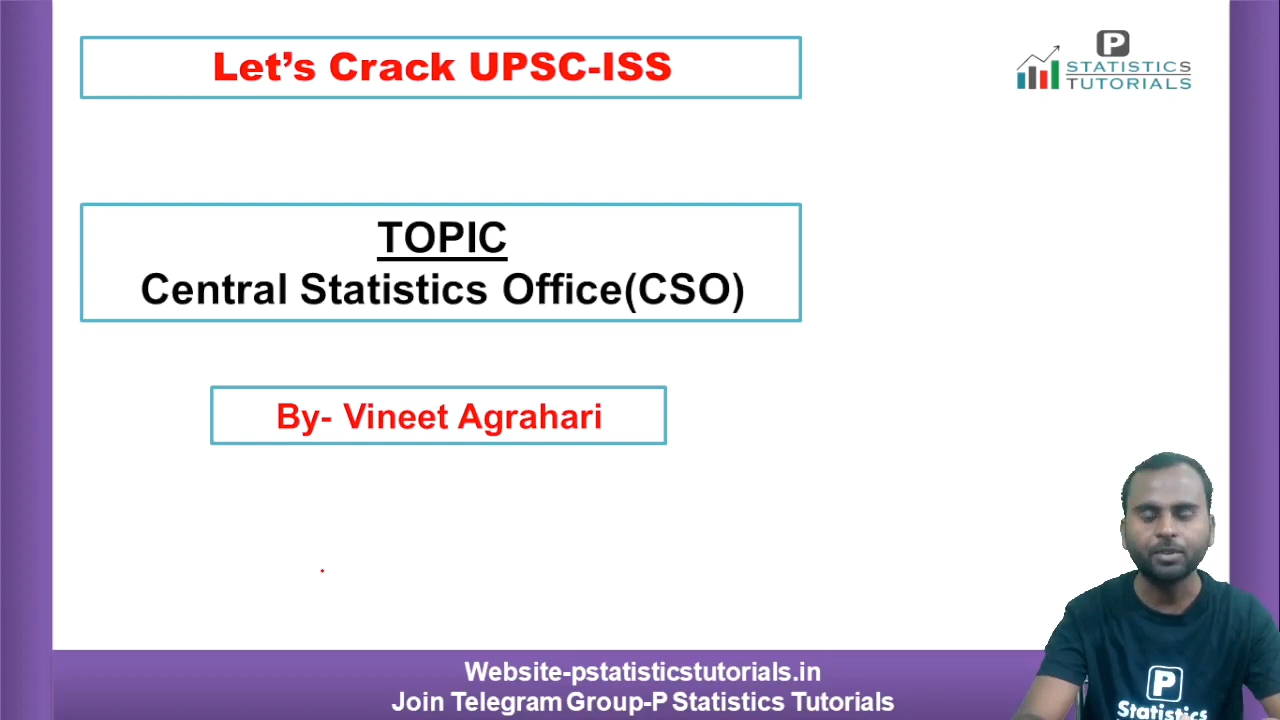 Let's Crack UPSC-ISS
P
STATISTICS
TUTORIALS
TOPIC
Central Statistics Office(CSO)
By- Vineet Agrahari
P
Statistics
Website-pstatisticstutorials.in
Join Telegram Group-P Statistics Tutorials